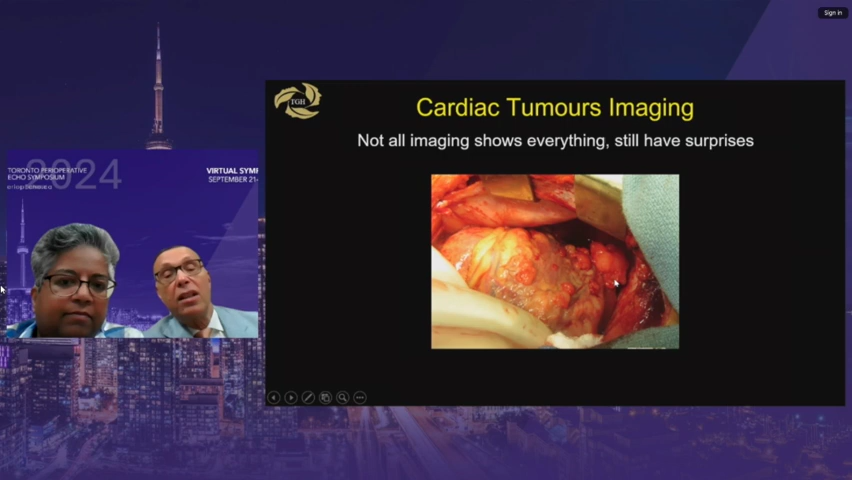 Sign in
TGH
Cardiac Tumours Imaging
Not all imaging shows everything, still have surprises
2024
TORONTO PERIOPERATIVE
ECHO SYMPOSIUM
VIRTUAL SYMP
SEPTEMBER 21-